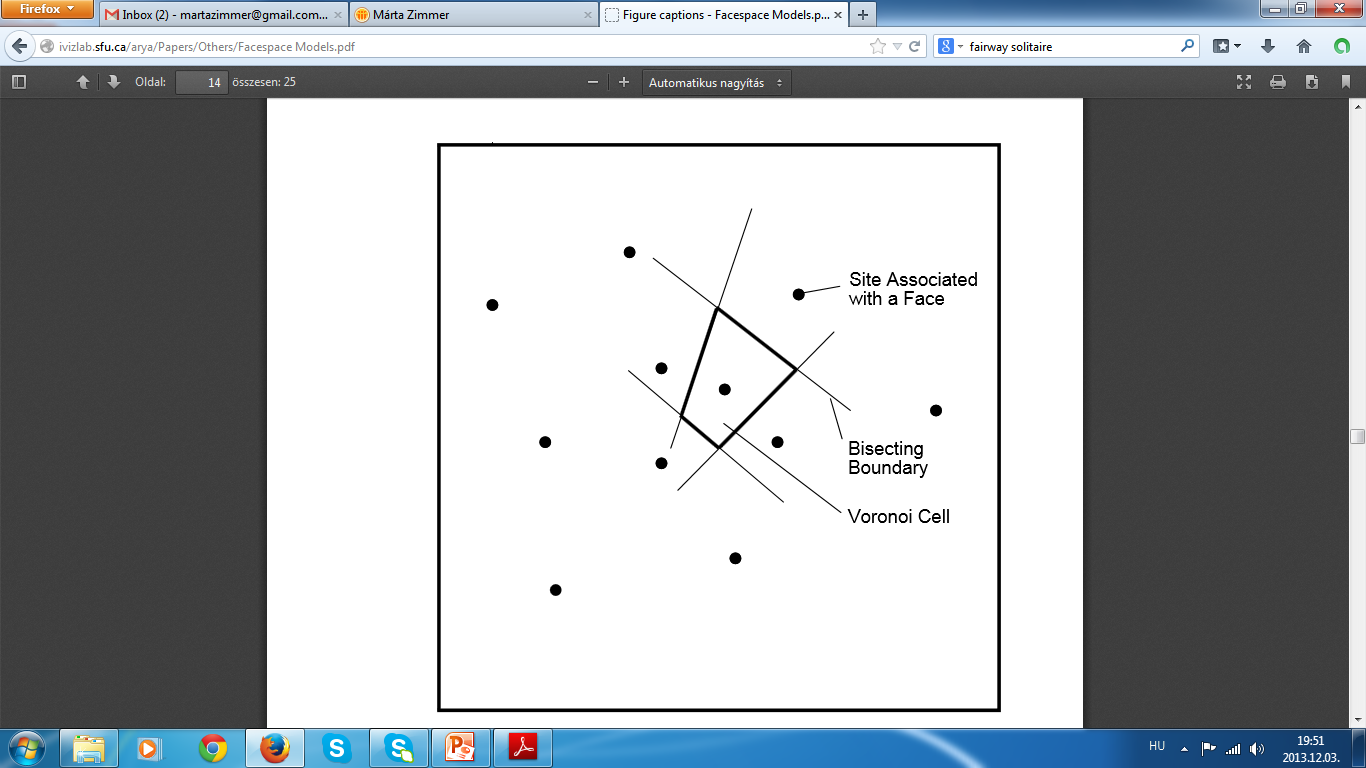 Firefox
Inbox (2) - martazimmer@gmail.com...
Márta Zimmer
Figure captions - Facespace Models.p...
ivizlab.sfu.ca/arya/Papers/Others/Facespace Models.pdf
fairway solitaire
Oldal: 14 összesen: 25
Automatikus nagyítás
Site Associated
with a Face
Bisecting
Boundary
Voronoi Cell
HU
19:51
2013.12.03.